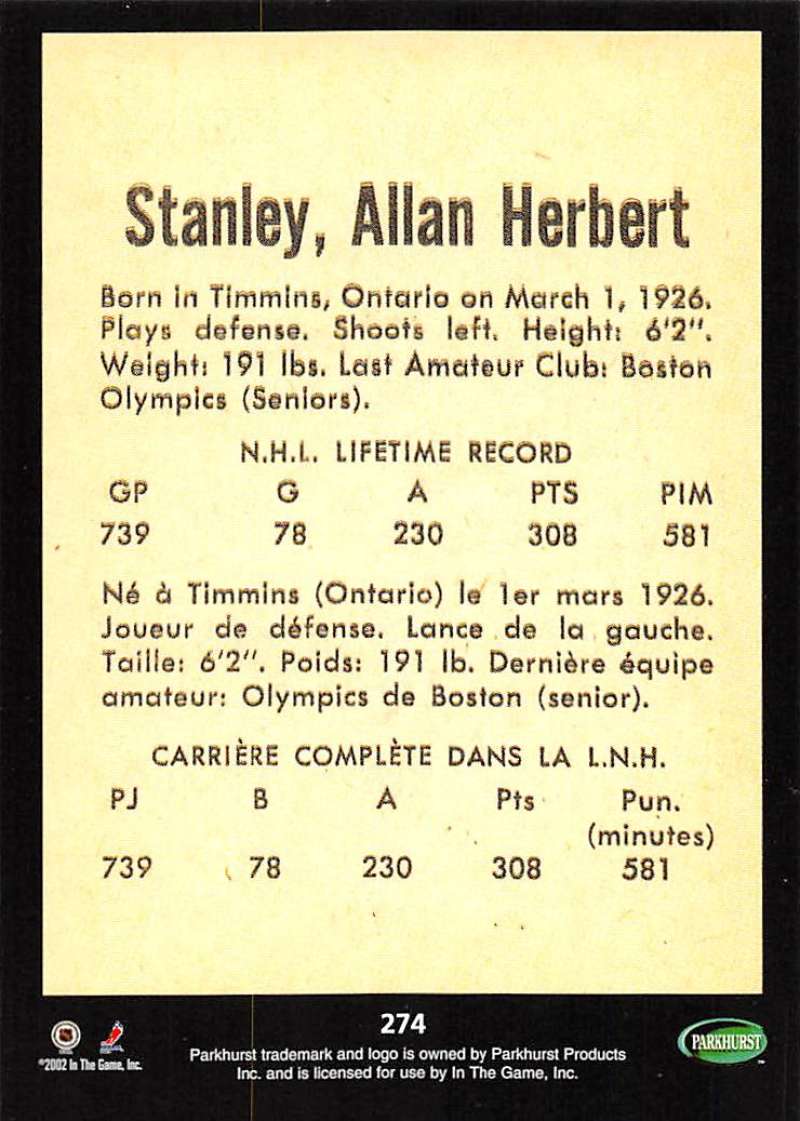 Stanley, Allan Herbert
Born in Timmins, Ontario on March 1, 1926.
Plays defense. Shoots left. Height: 6'2".
Weight: 191 lbs. Last Amateur Club: Boston
Olympics (Seniors).
N.H.L. LIFETIME RECORD
GP G A PTS PIM
739 78 230 308 581
Né à Timmins (Ontario) le 1er mars 1926.
Joueur de défense. Lance de la gauche.
Taille: 6'2". Poids: 191 lb. Dernière équipe
amateur: Olympics de Boston (senior).
CARRIÈRE COMPLÈTE DANS LA L.N.H.
PJ B A Pts Pun.
(minutes)
739 78 230 308 581
274
©2002 In The Game, Inc.
Parkhurst trademark and logo is owned by Parkhurst Products
Inc. and is licensed for use by In The Game, Inc.
PARKHURST™